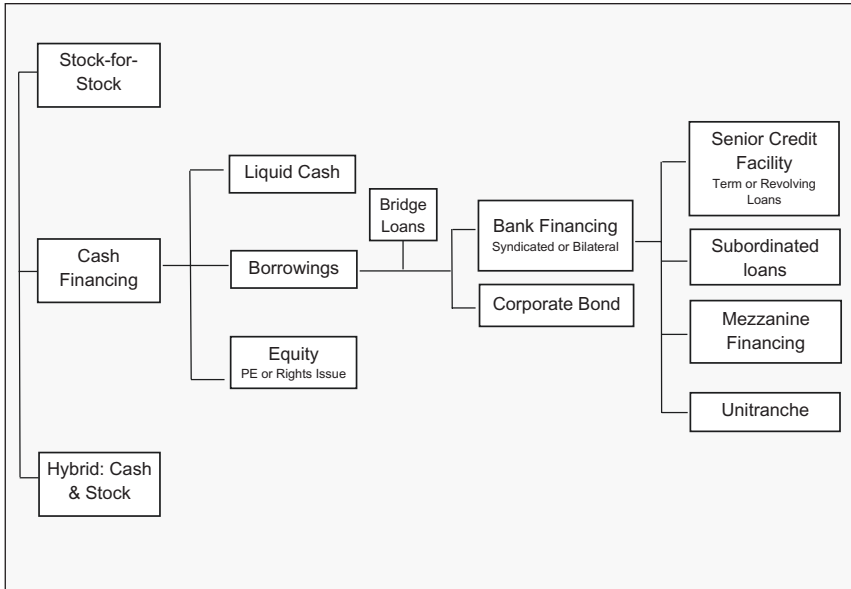 Stock-for-
Stock
Cash
Financing
Hybrid: Cash
& Stock
Liquid Cash
Borrowings
Equity
PE or Rights Issue
Bridge
Loans
Bank Financing
Syndicated or Bilateral
Corporate Bond
Senior Credit
Facility
Term or Revolving
Loans
Subordinated
loans
Mezzanine
Financing
Unitranche